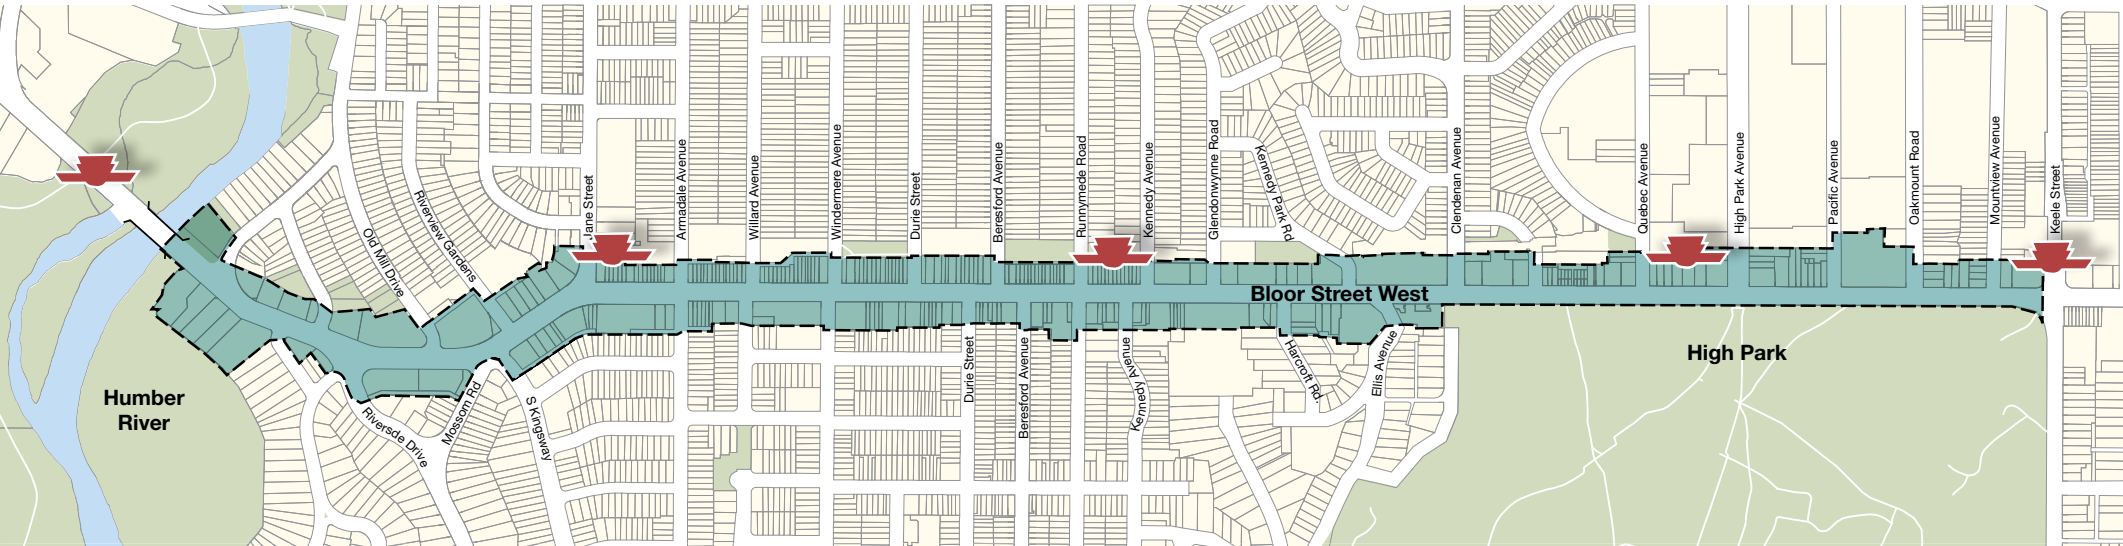 Old Mill Drive
Riverview Gardens
Jane Street
Armadale Avenue
Willard Avenue
Windermere Avenue
Durie Street
Beresford Avenue
Runnymede Road
Kennedy Avenue
Glendonwynne Road
Kennedy Park Rd
Clendenan Avenue
Quebec Avenue
High Park Avenue
Pacific Avenue
Oakmount Road
Mountview Avenue
Keele Street
Bloor Street West
High Park
Humber
River
Riversde Drive
Mossom Rd
S Kingsway
Durie Street
Beresford Avenue
Kennedy Avenue
Harcroft Rd.
Ellis Avenue